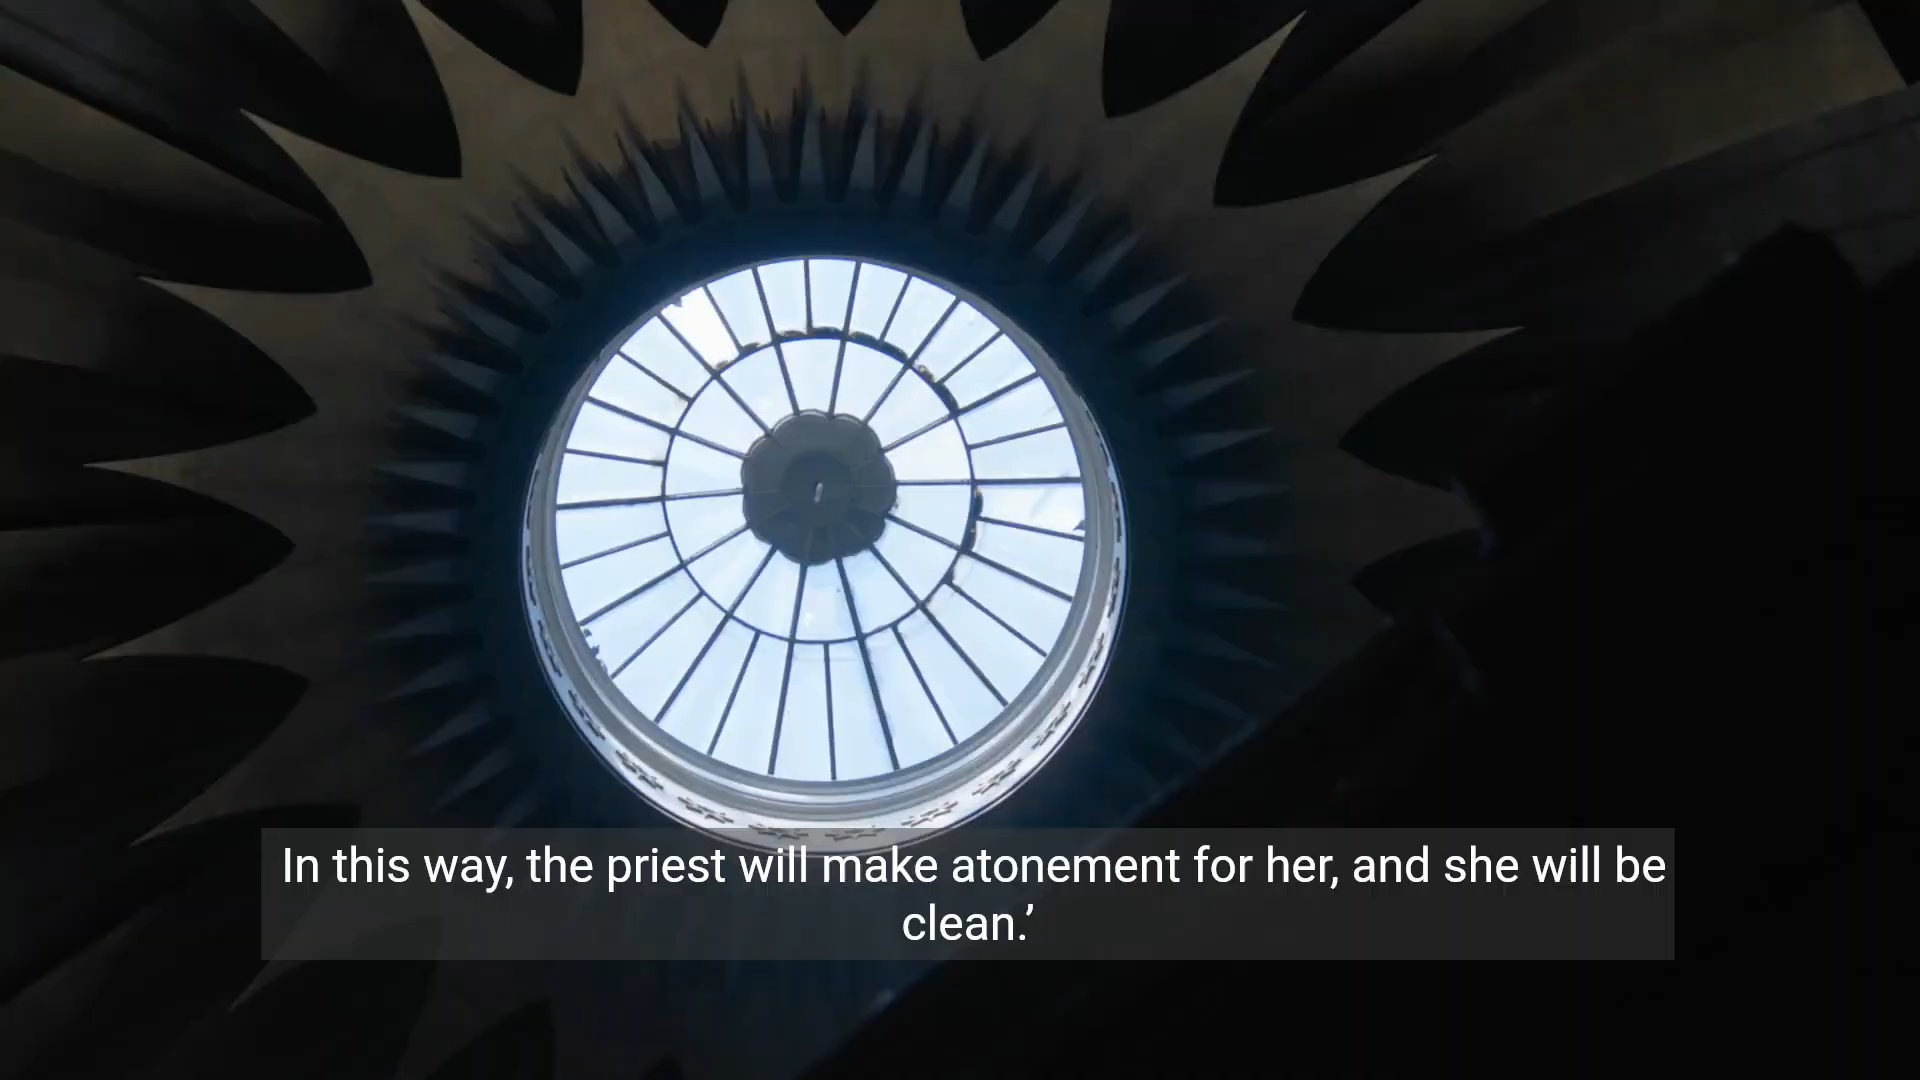 In this way, the priest will make atonement for her, and she will be
clean.’